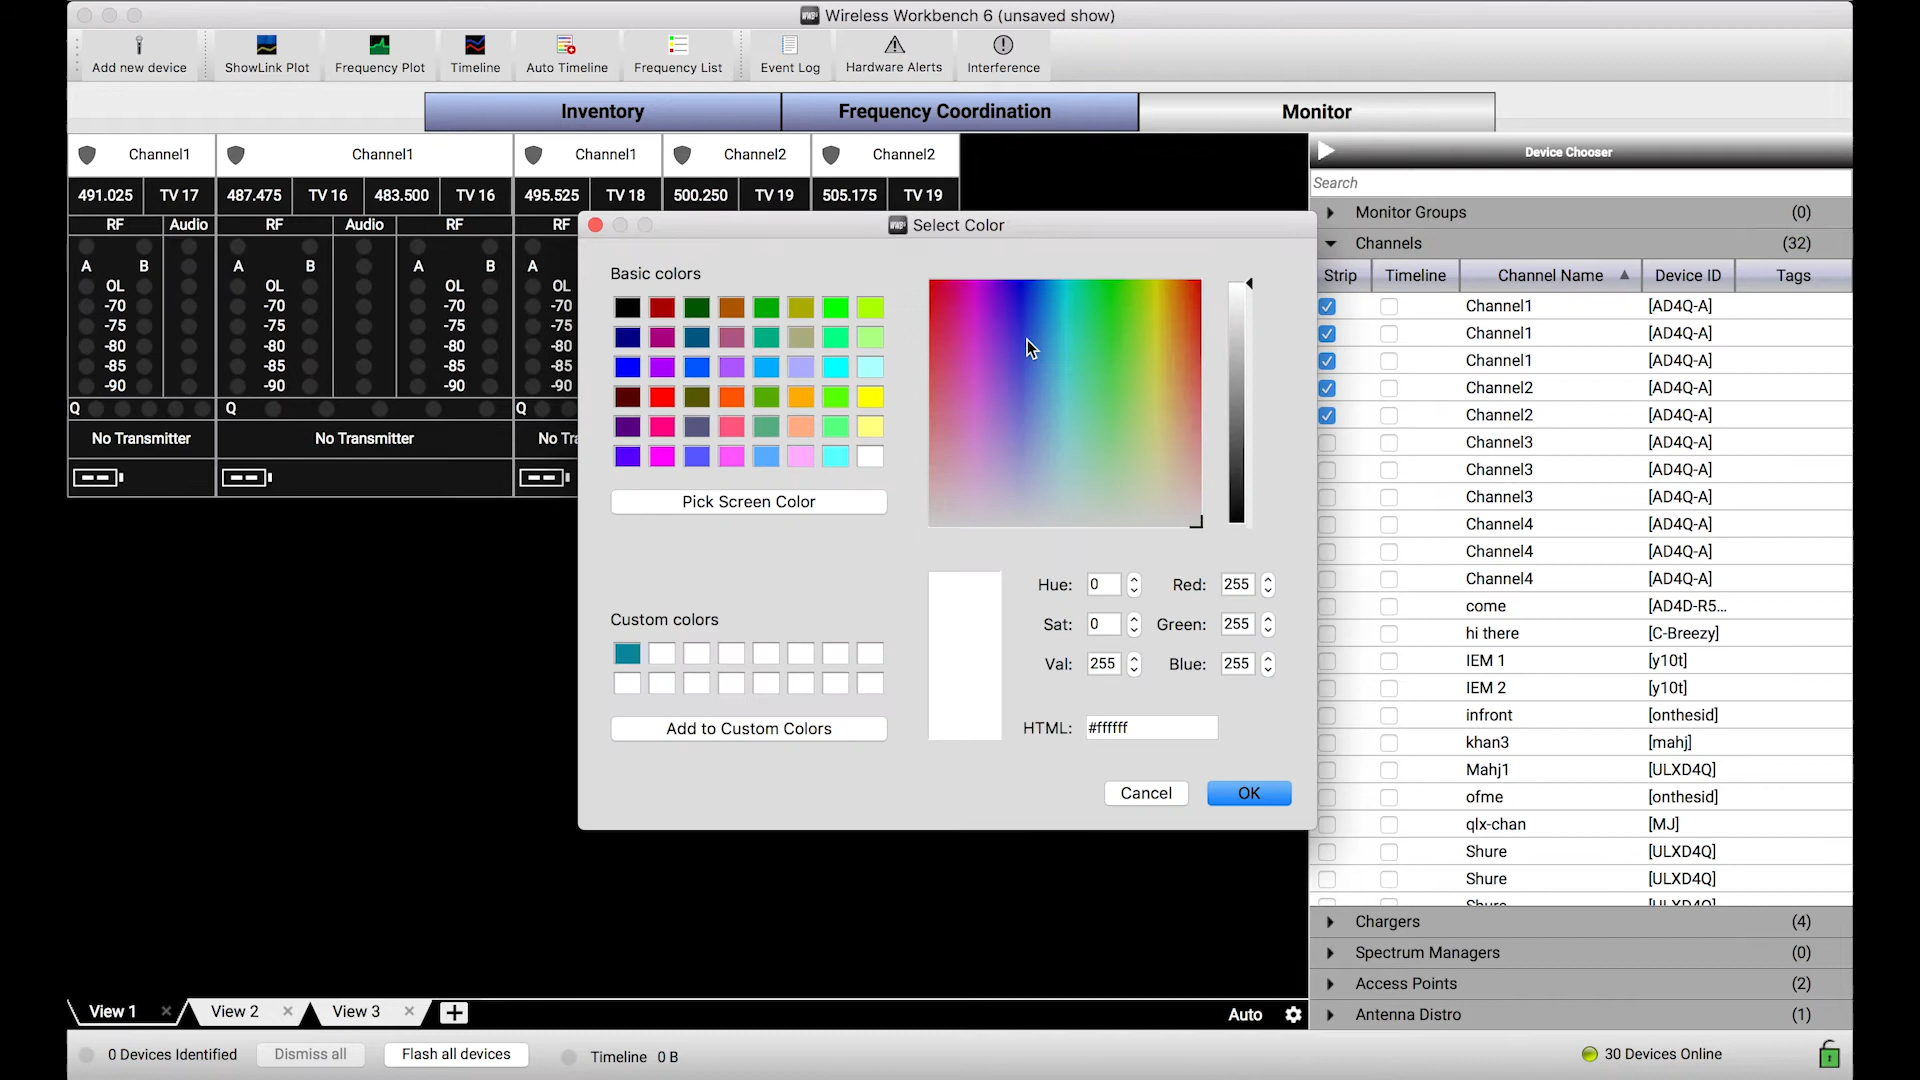 Wireless Workbench 6 (unsaved show)
Add new device
ShowLink Plot
Frequency Plot
Timeline
Auto Timeline
Frequency List
Event Log
Hardware Alerts
Interference
Inventory
Frequency Coordination
Monitor
Channel1
Channel1
Channel1
Channel2
Channel2
491.025 TV 17
487.475 TV 16 483.500 TV 16
495.525 TV 18
500.250 TV 19
505.175 TV 19
RF Audio
RF Audio RF
RF
A B
A B
A B
A
OL OL OL OL
-70 -70 -70 -70
-75 -75 -75 -75
-80 -80 -80 -80
-85 -85 -85 -85
-90 -90 -90 -90
Q Q Q
No Transmitter
No Transmitter
No Tra
Select Color
Basic colors
Pick Screen Color
Custom colors
Add to Custom Colors
Hue: 0 Red: 255
Sat: 0 Green: 255
Val: 255 Blue: 255
HTML: #ffffff
Cancel
OK
Device Chooser
Search
Monitor Groups (0)
Channels (32)
Strip Timeline Channel Name Device ID Tags
Channel1 [AD4Q-A]
Channel1 [AD4Q-A]
Channel1 [AD4Q-A]
Channel2 [AD4Q-A]
Channel2 [AD4Q-A]
Channel3 [AD4Q-A]
Channel3 [AD4Q-A]
Channel3 [AD4Q-A]
Channel4 [AD4Q-A]
Channel4 [AD4Q-A]
Channel4 [AD4Q-A]
come [AD4D-R5...
hi there [C-Breezy]
IEM 1 [y10t]
IEM 2 [y10t]
infront [onthesid]
khan3 [mahj]
Mahj1 [ULXD4Q]
ofme [onthesid]
qlx-chan [MJ]
Shure [ULXD4Q]
Shure [ULXD4Q]
Shure [ULXD4Q]
Chargers (4)
Spectrum Managers (0)
Access Points (2)
Antenna Distro (1)
View 1
View 2
View 3
Auto
0 Devices Identified
Dismiss all
Flash all devices
Timeline 0 B
30 Devices Online